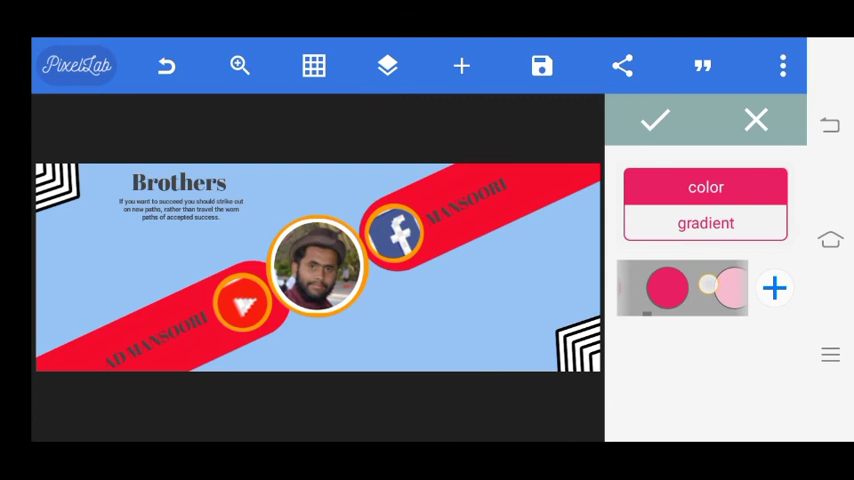 PixelLab
color
gradient
Brothers
If you want to succeed you should strike out
on new paths, rather than travel the worn
paths of accepted success.
MANSOORI
AD MANSOORI